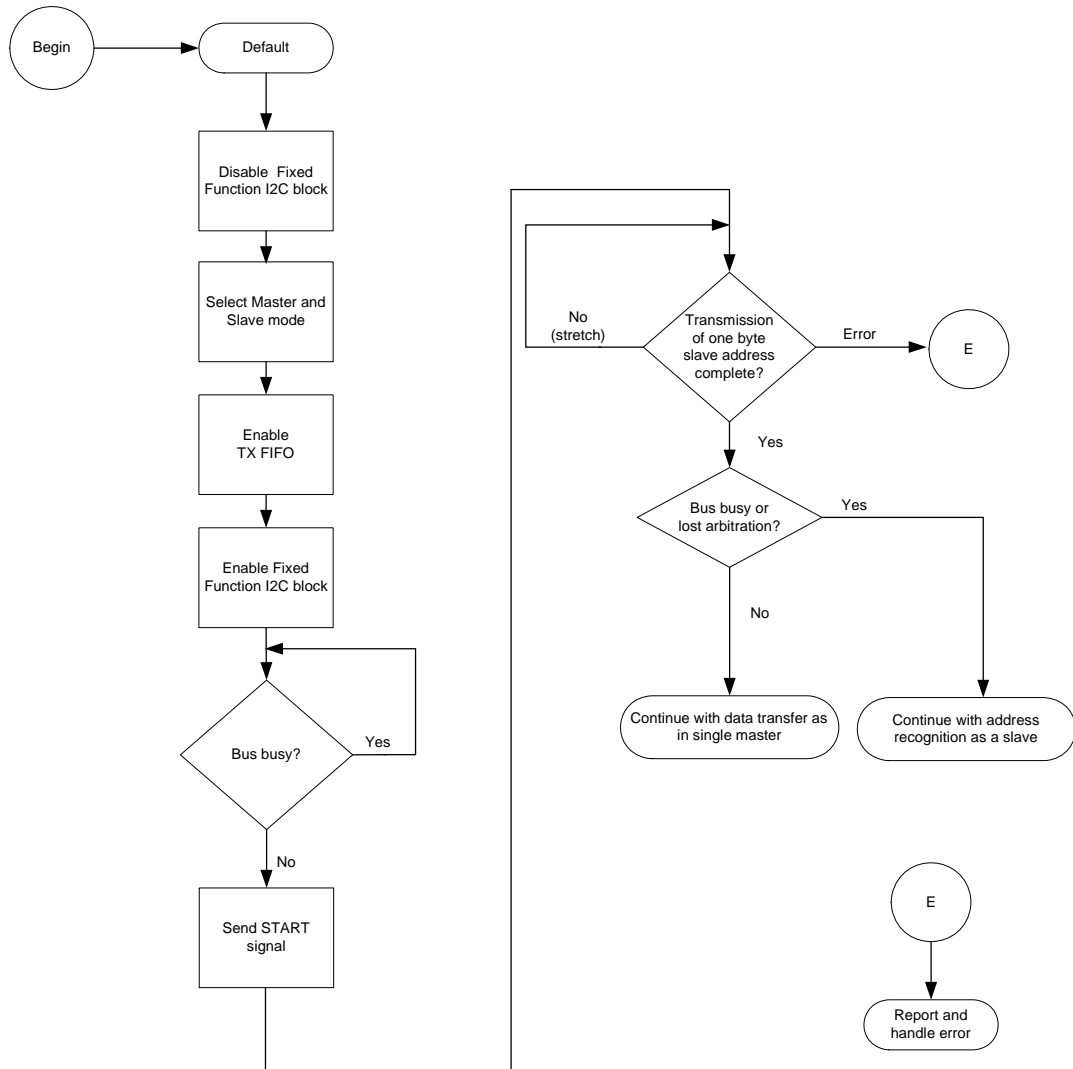 Begin
Default
Disable Fixed
Function I2C block
Select Master and
Slave mode
Enable
TX FIFO
Enable Fixed
Function I2C block
Bus busy?
Yes
No
Send START
signal
No
(stretch)
Transmission
of one byte
slave address
complete?
Error
E
Yes
Bus busy or
lost arbitration?
Yes
No
Continue with data transfer as
in single master
Continue with address
recognition as a slave
E
Report and
handle error